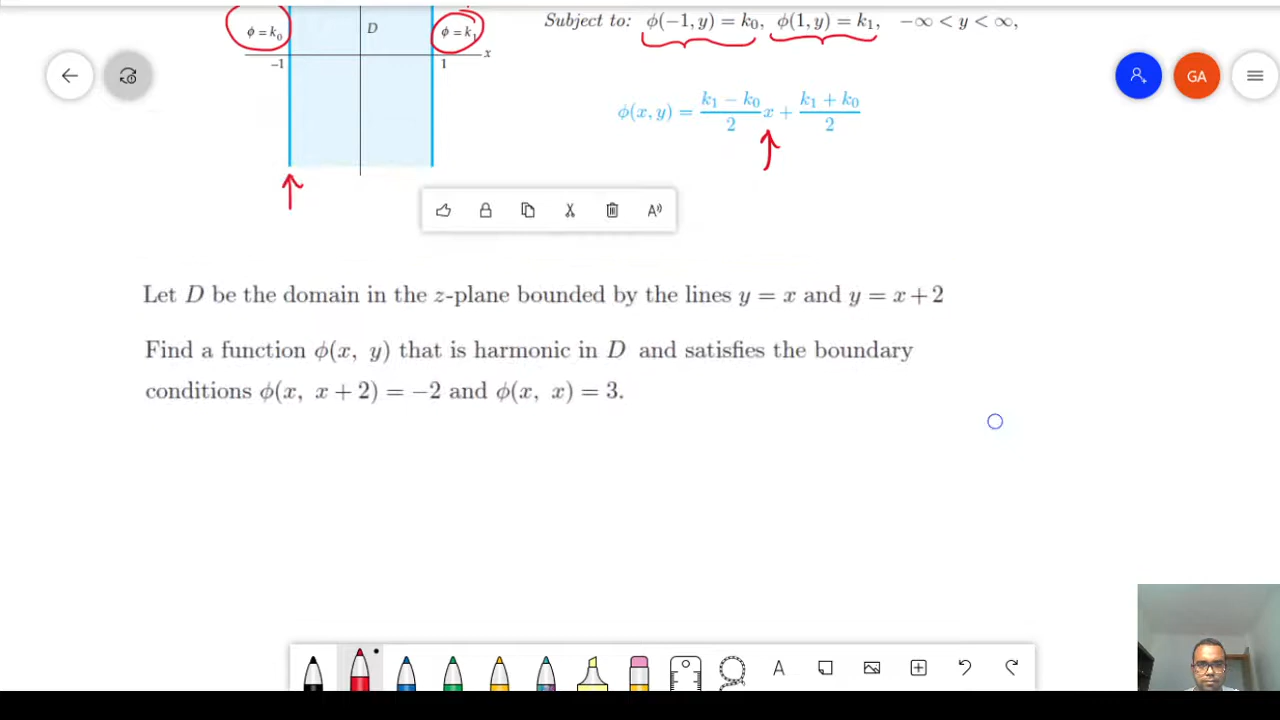 Subject to: ϕ(−1, y) = k₀, ϕ(1, y) = k₁, −∞ < y < ∞,
ϕ = k₀
D
ϕ = k₁
−1
1
x
ϕ(x, y) = (k₁ − k₀)/2 x + (k₁ + k₀)/2
GA
A
Let D be the domain in the z-plane bounded by the lines y = x and y = x + 2
Find a function ϕ(x, y) that is harmonic in D and satisfies the boundary
conditions ϕ(x, x + 2) = −2 and ϕ(x, x) = 3.
A